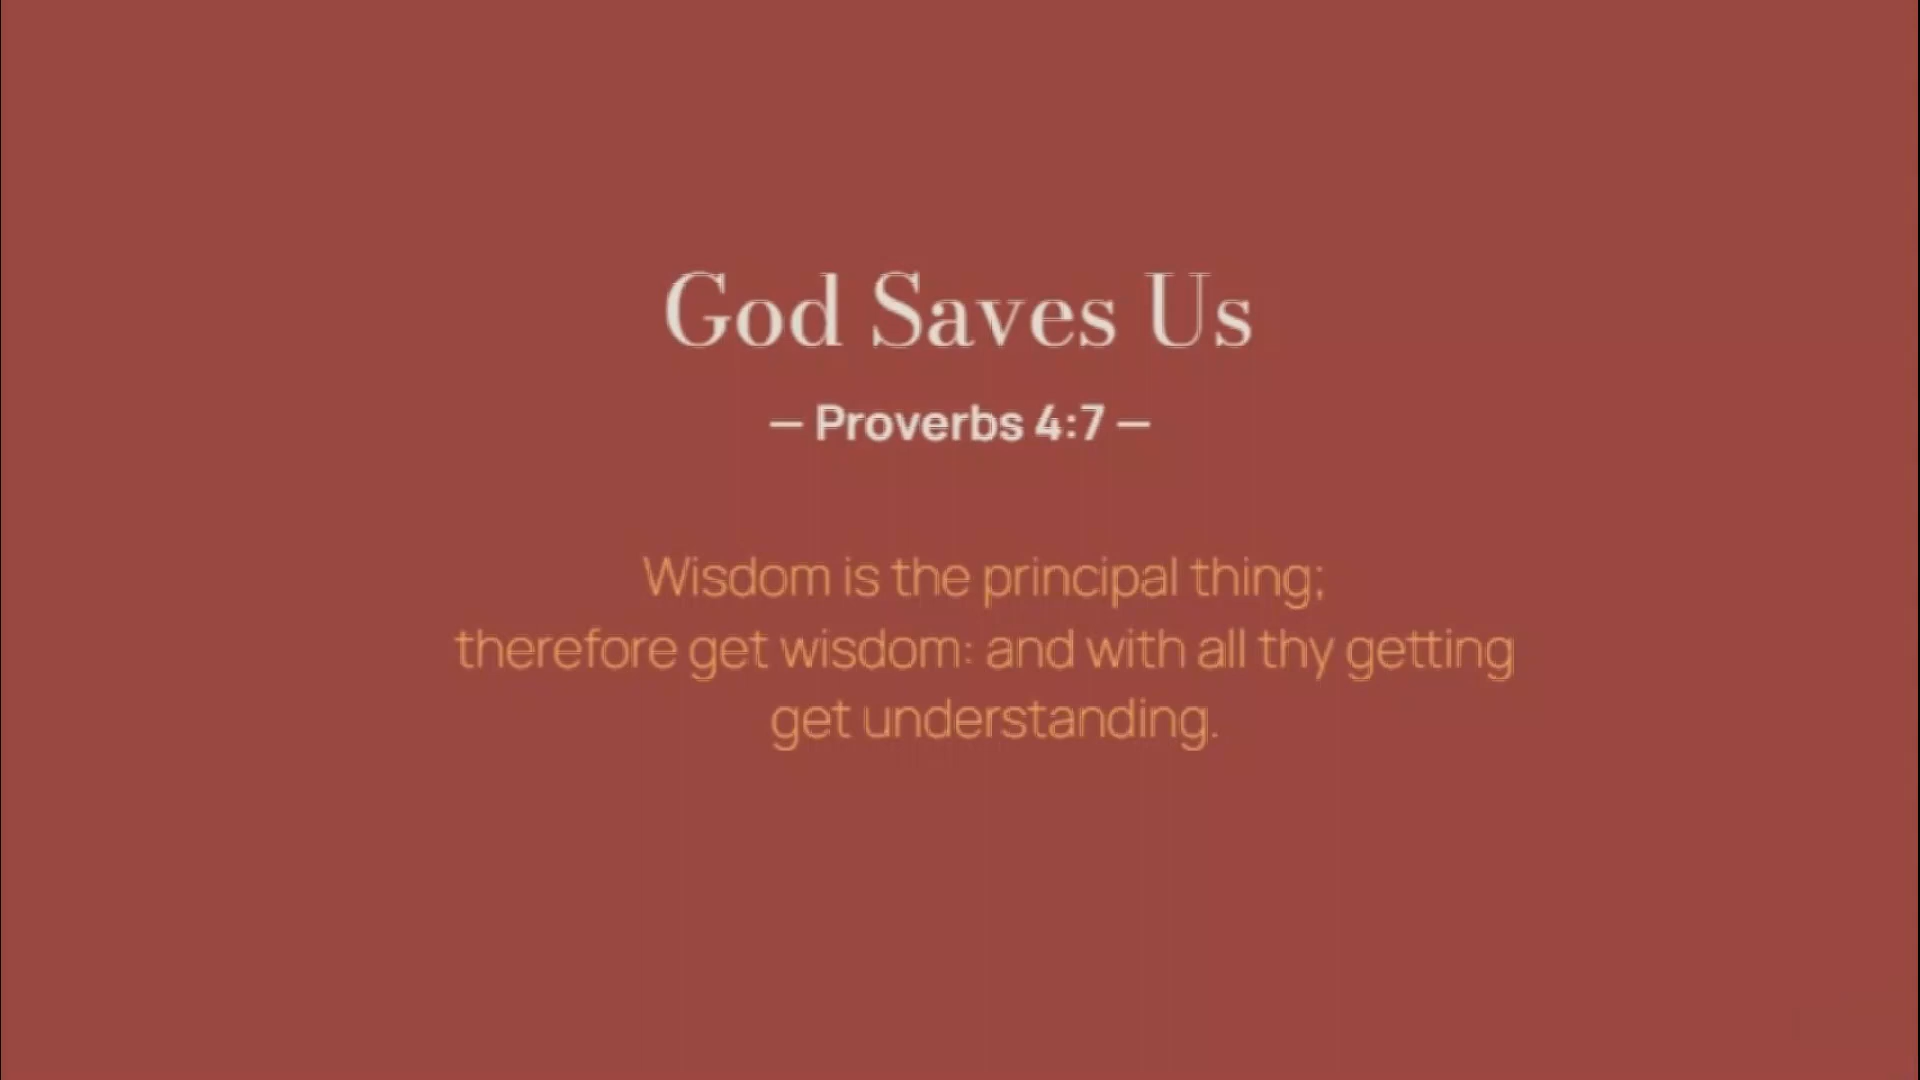 God Saves Us
— Proverbs 4:7 —
Wisdom is the principal thing;
therefore get wisdom: and with all thy getting
get understanding.